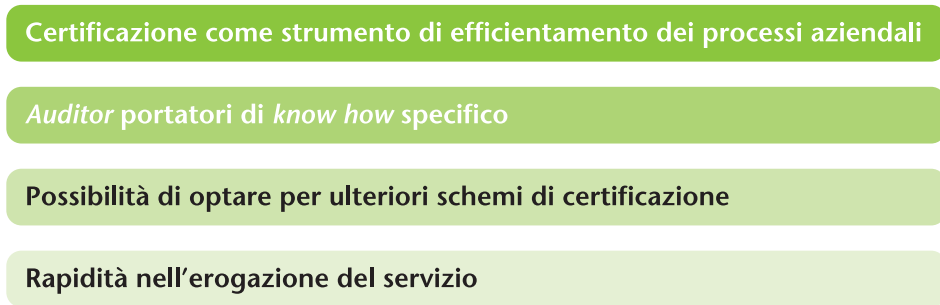 Certificazione come strumento di efficientamento dei processi aziendali
Auditor portatori di know how specifico
Possibilità di optare per ulteriori schemi di certificazione
Rapidità nell’erogazione del servizio